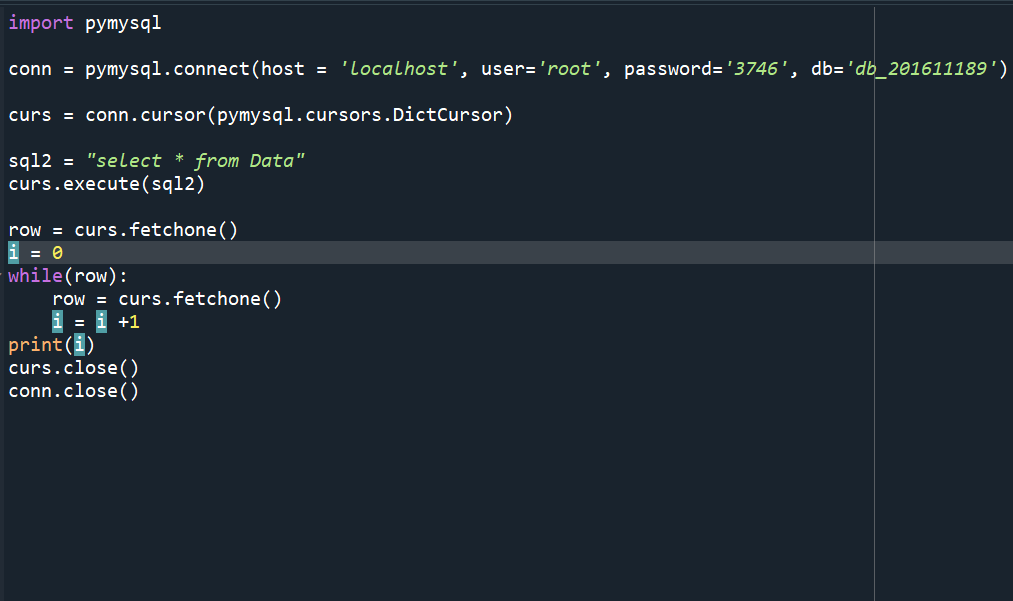 import pymysql
conn = pymysql.connect(host = 'localhost', user='root', password='3746', db='db_201611189')
curs = conn.cursor(pymysql.cursors.DictCursor)
sql2 = "select * from Data"
curs.execute(sql2)
row = curs.fetchone()
i = 0
while(row):
    row = curs.fetchone()
    i = i +1
print(i)
curs.close()
conn.close()